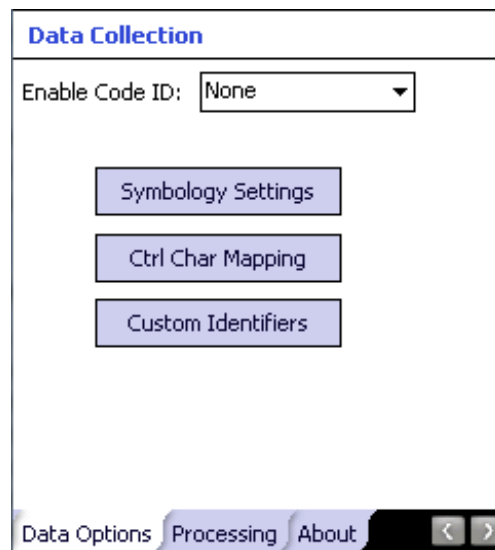 Data Collection
Enable Code ID: None
Symbology Settings
Ctrl Char Mapping
Custom Identifiers
Data Options Processing About